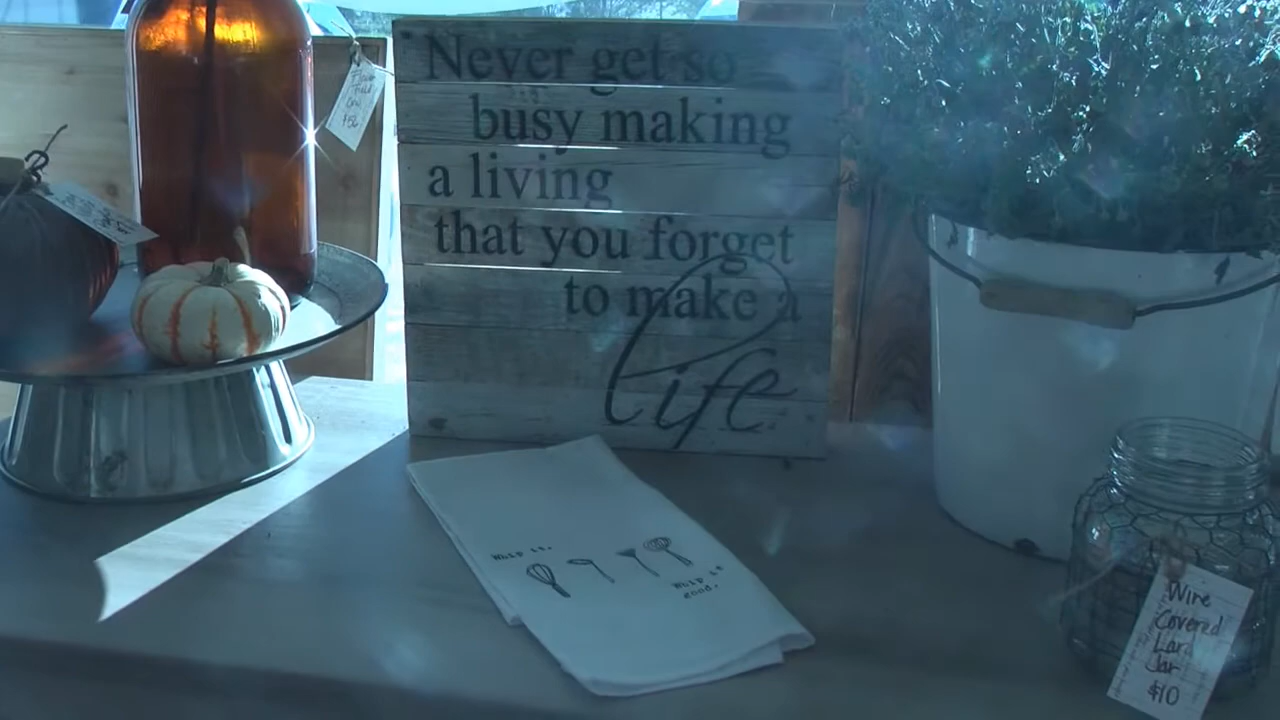 Never get so
busy making
a living
that you forget
to make a
Life
Whip it.
Whip it
good.
Wire
Covered
Lard
Jar
$10